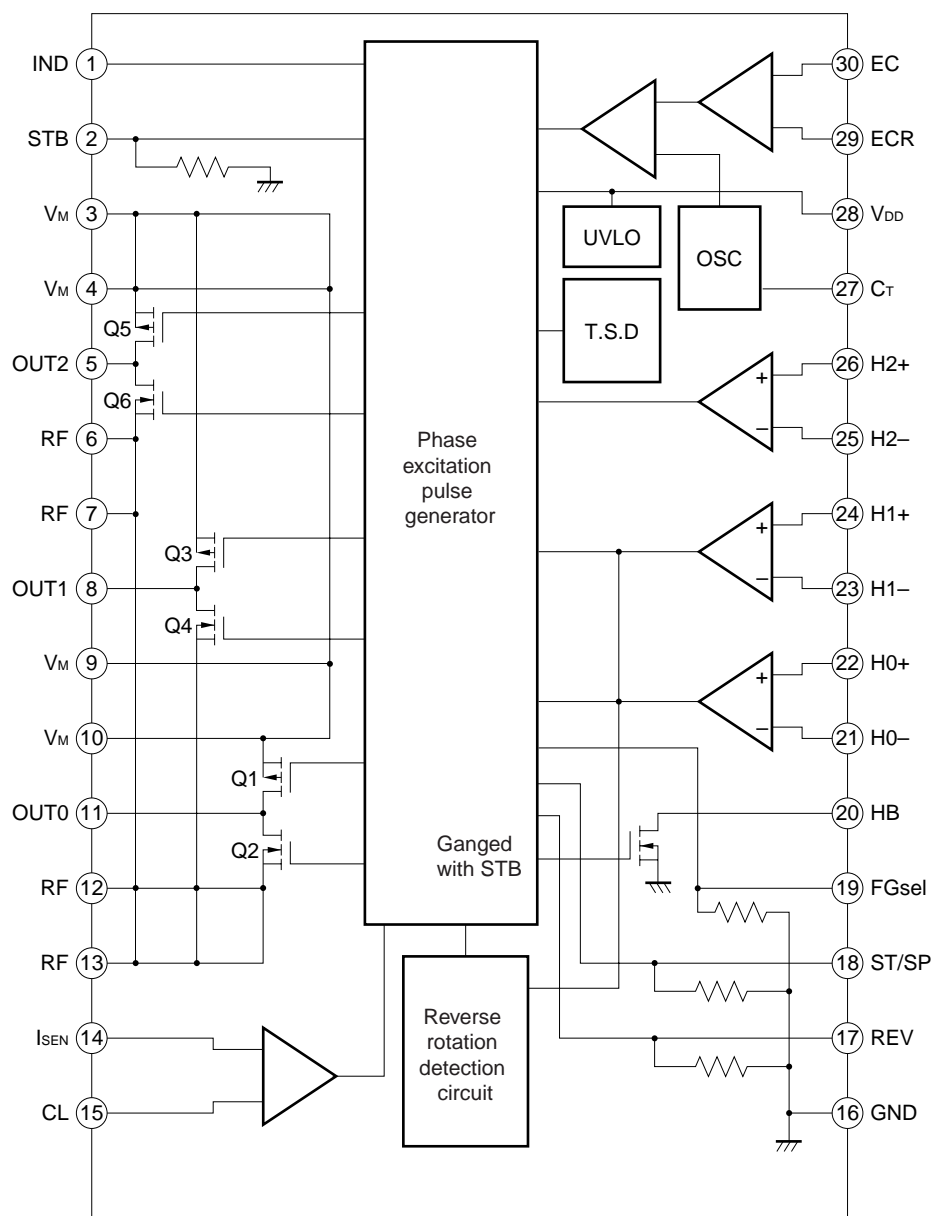 IND 1
STB 2
VM 3
VM 4
OUT2 5
RF 6
RF 7
OUT1 8
VM 9
VM 10
OUT0 11
RF 12
RF 13
ISEN 14
CL 15
Q5
Q6
Q3
Q4
Q1
Q2
Phase
excitation
pulse
generator
Ganged
with STB
UVLO
OSC
T.S.D
+
–
+
–
+
–
Reverse
rotation
detection
circuit
30 EC
29 ECR
28 VDD
27 CT
26 H2+
25 H2–
24 H1+
23 H1–
22 H0+
21 H0–
20 HB
19 FGsel
18 ST/SP
17 REV
16 GND